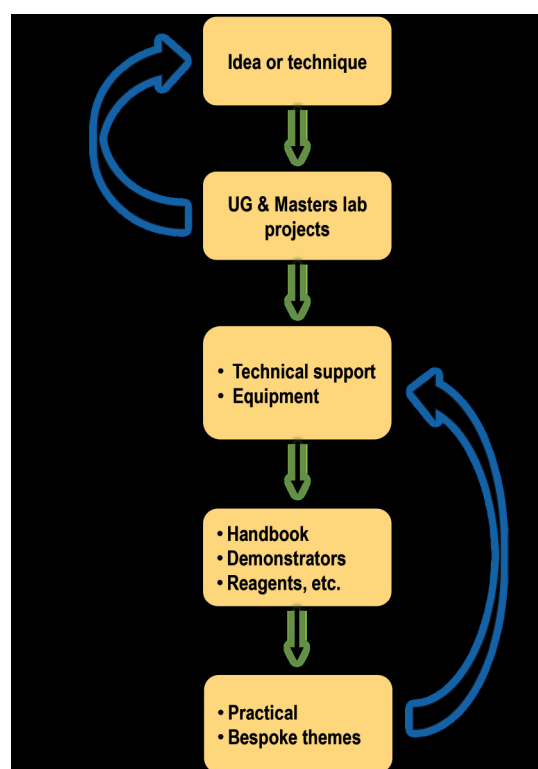 Idea or technique
UG & Masters lab
projects
• Technical support
• Equipment
• Handbook
• Demonstrators
• Reagents, etc.
• Practical
• Bespoke themes